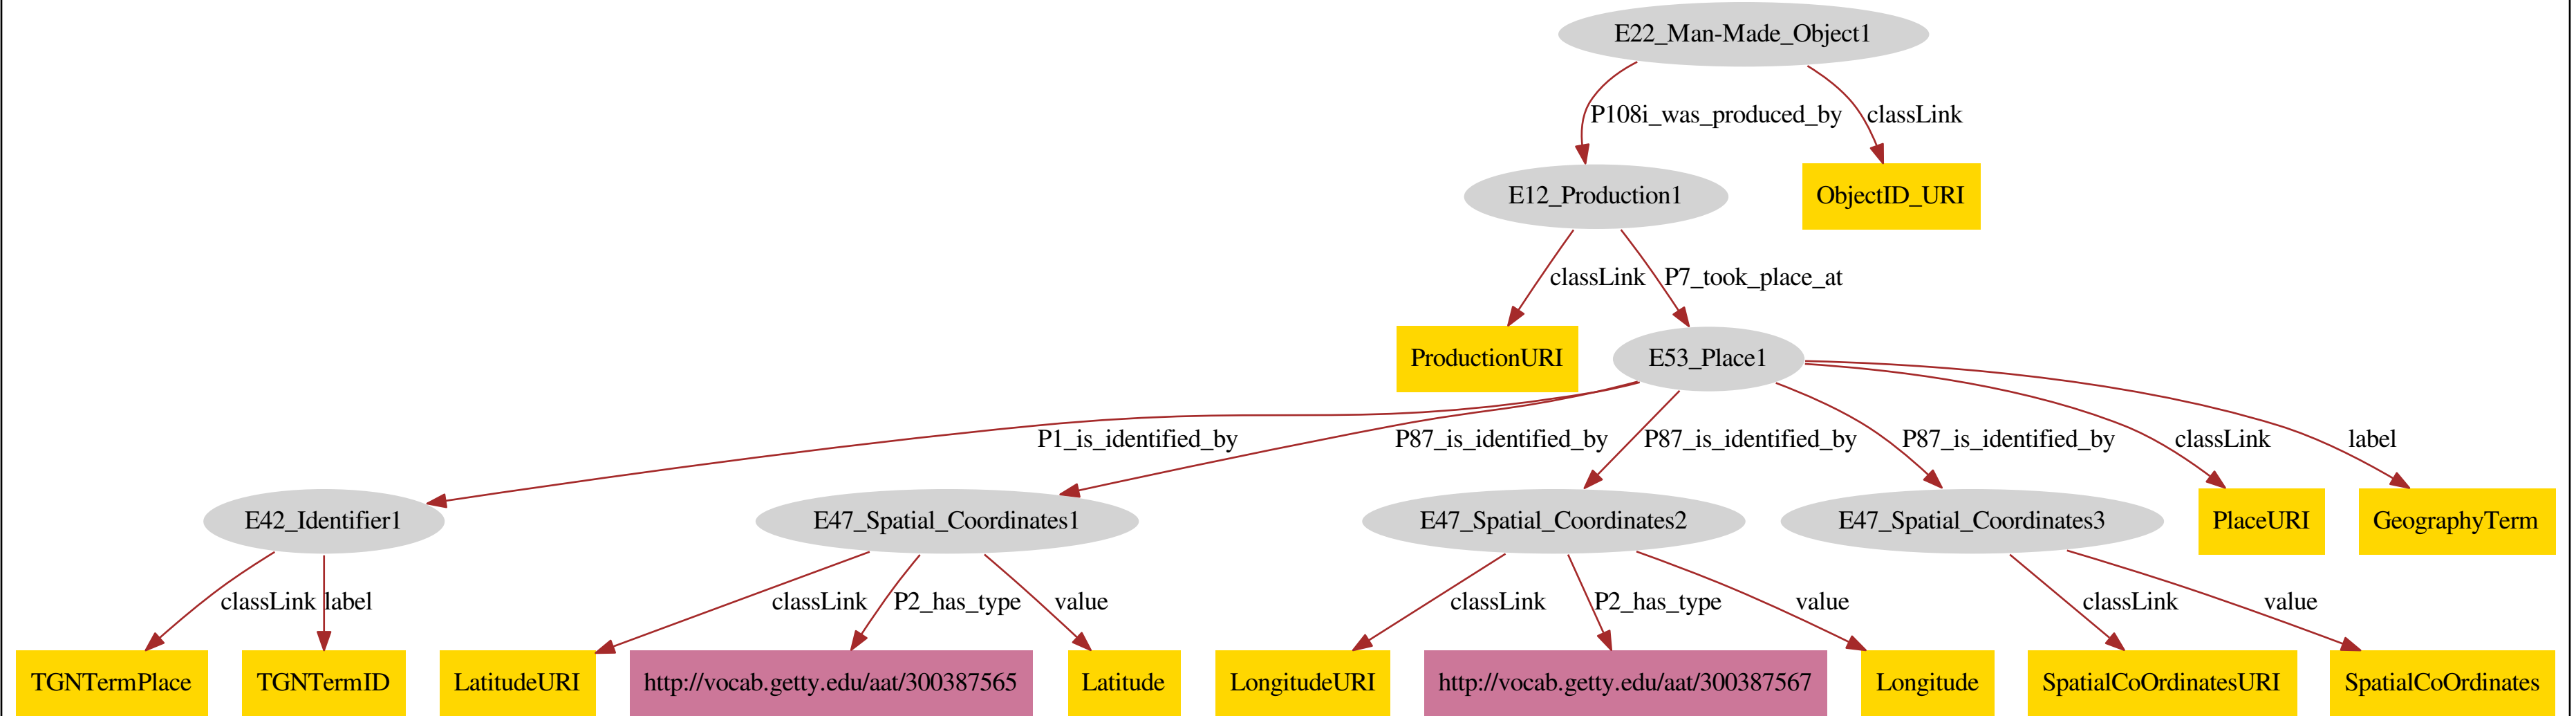 E22_Man-Made_Object1
P108i_was_produced_by classLink
E12_Production1 ObjectID_URI
classLink P7_took_place_at
ProductionURI E53_Place1
P1_is_identified_by P87_is_identified_by P87_is_identified_by P87_is_identified_by classLink label
E42_Identifier1 E47_Spatial_Coordinates1 E47_Spatial_Coordinates2 E47_Spatial_Coordinates3 PlaceURI GeographyTerm
classLink label classLink P2_has_type value classLink P2_has_type value classLink value
TGNTermPlace TGNTermID LatitudeURI http://vocab.getty.edu/aat/300387565 Latitude LongitudeURI http://vocab.getty.edu/aat/300387567 Longitude SpatialCoOrdinatesURI SpatialCoOrdinates